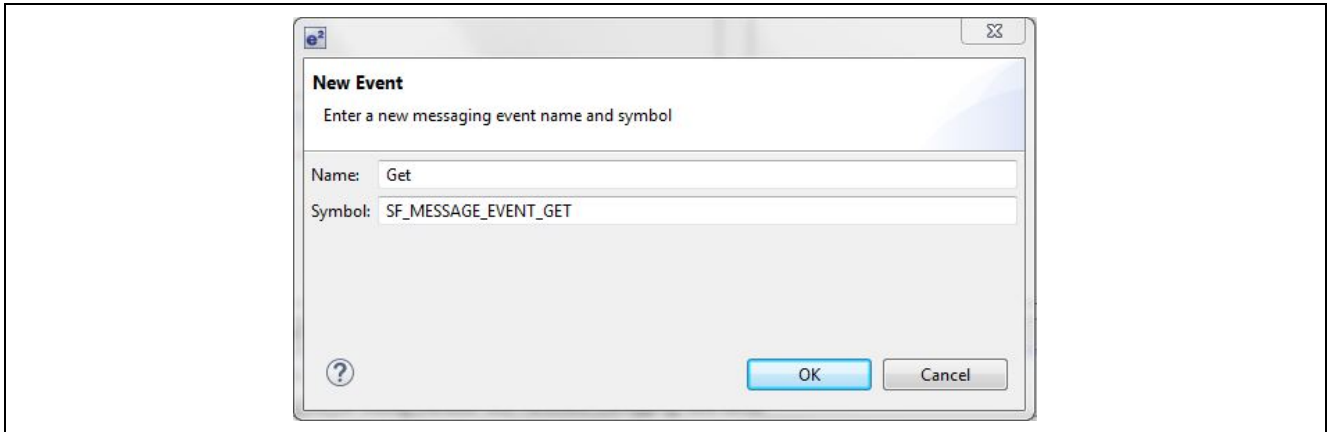 e²
New Event
Enter a new messaging event name and symbol
Name: Get
Symbol: SF_MESSAGE_EVENT_GET
?
OK Cancel